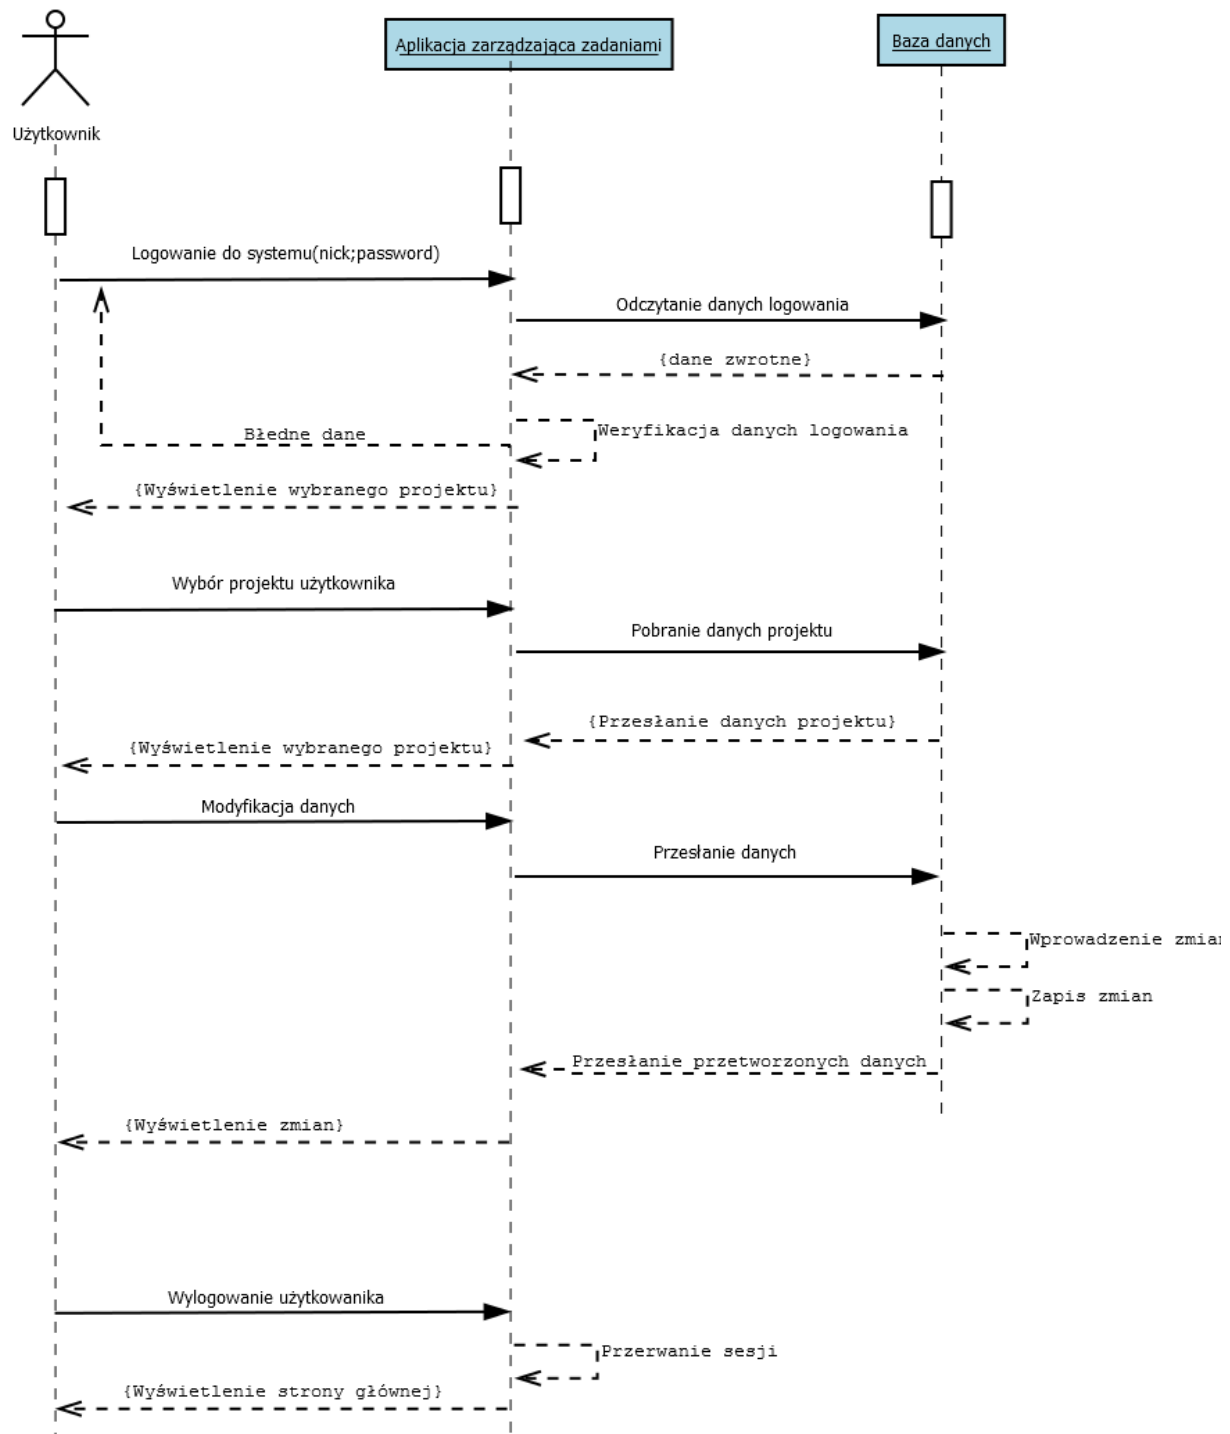 Aplikacja zarządzająca zadaniami
Baza danych
Użytkownik
Logowanie do systemu(nick;password)
Odczytanie danych logowania
{dane zwrotne}
Weryfikacja danych logowania
Błedne dane
{Wyświetlenie wybranego projektu}
Wybór projektu użytkownika
Pobranie danych projektu
{Przesłanie danych projektu}
{Wyświetlenie wybranego projektu}
Modyfikacja danych
Przesłanie danych
Wprowadzenie zmian
Zapis zmian
Przesłanie przetworzonych danych
{Wyświetlenie zmian}
Wylogowanie użytkowanika
Przerwanie sesji
{Wyświetlenie strony głównej}